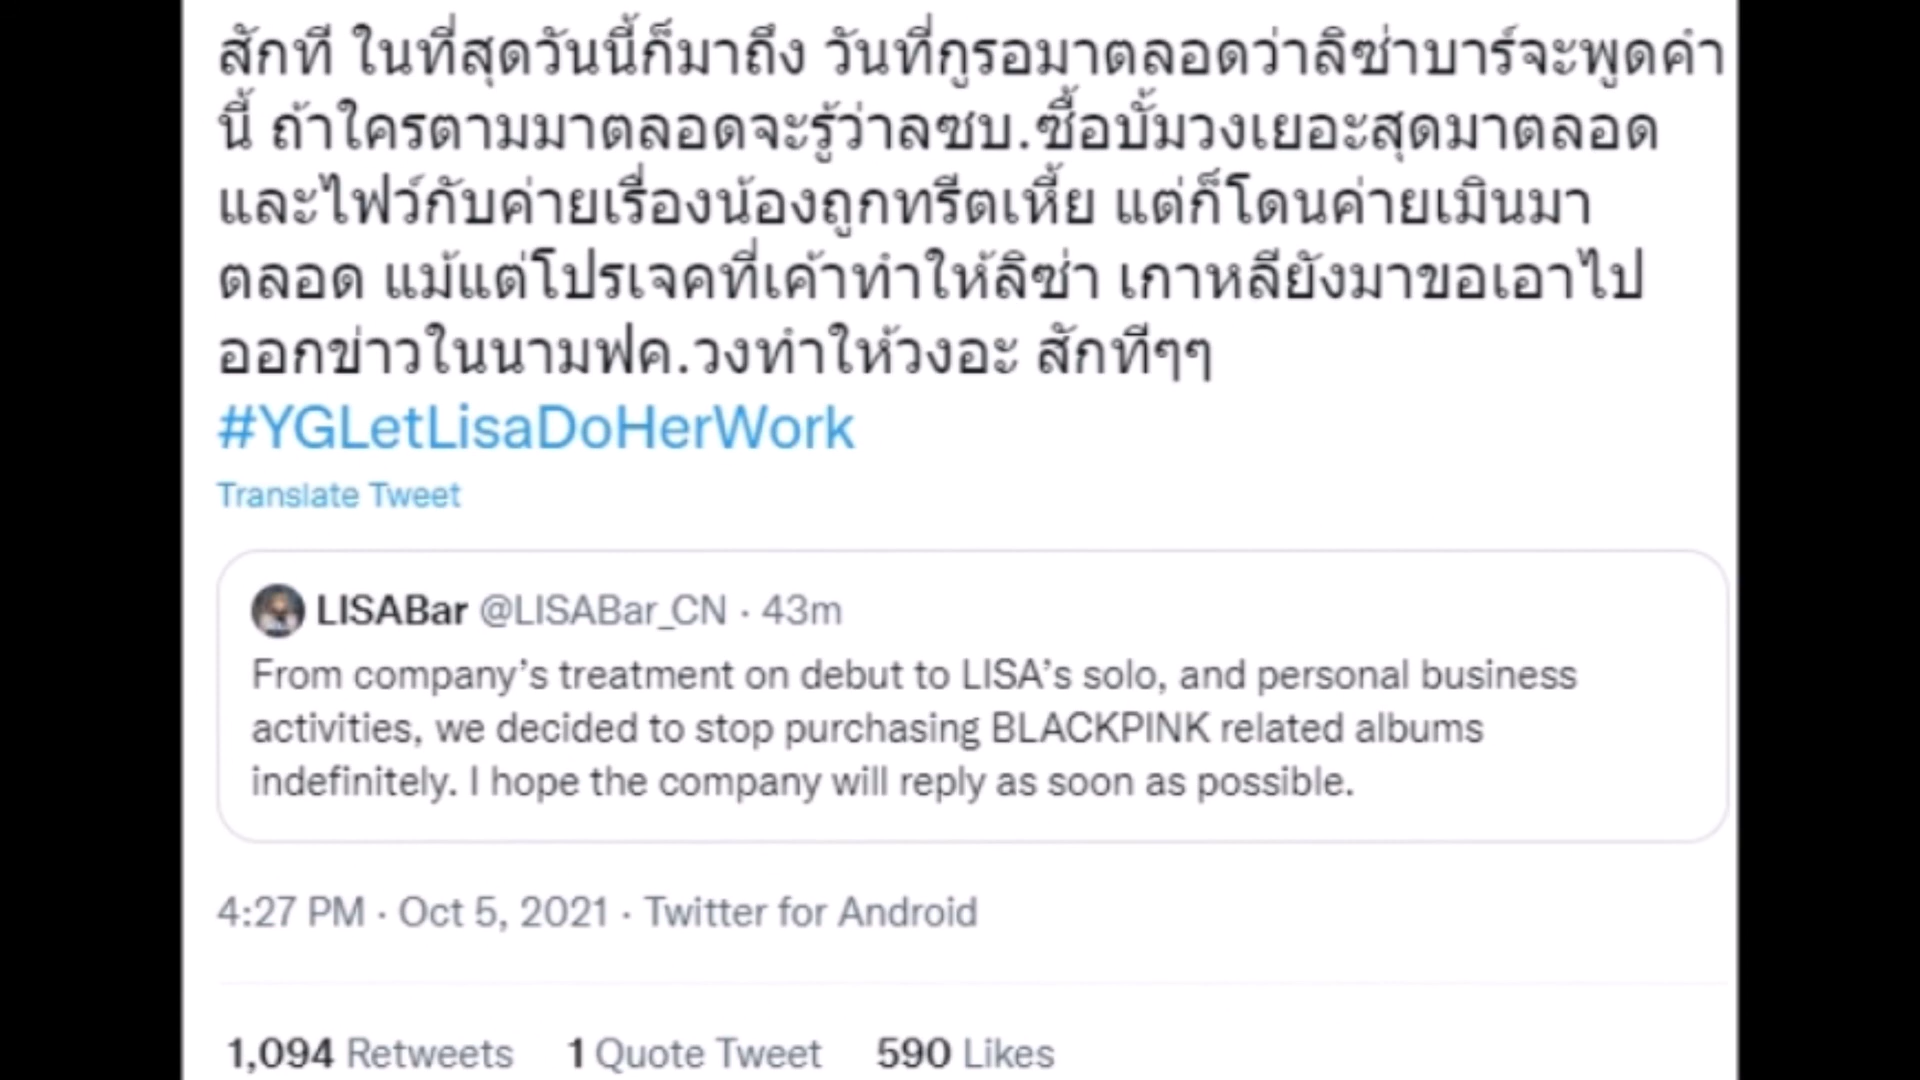 สักที ในที่สุดวันนี้ก็มาถึง วันที่กูรอมาตลอดว่าลิซ่าบาร์จะพูดคำ
นี้ ถ้าใครตามมาตลอดจะรู้ว่าลซบ.ซื้อบั้มวงเยอะสุดมาตลอด
และไฟว์กับค่ายเรื่องน้องถูกทรีตเหี้ย แต่ก็โดนค่ายเมินมา
ตลอด แม้แต่โปรเจคที่เค้าทำให้ลิซ่า เกาหลียังมาขอเอาไป
ออกข่าวในนามฟค.วงทำให้วงอะ สักทีๆๆ
#YGLetLisaDoHerWork
Translate Tweet
LISABar @LISABar_CN · 43m
From company's treatment on debut to LISA's solo, and personal business
activities, we decided to stop purchasing BLACKPINK related albums
indefinitely. I hope the company will reply as soon as possible.
4:27 PM · Oct 5, 2021 · Twitter for Android
1,094 Retweets 1 Quote Tweet 590 Likes